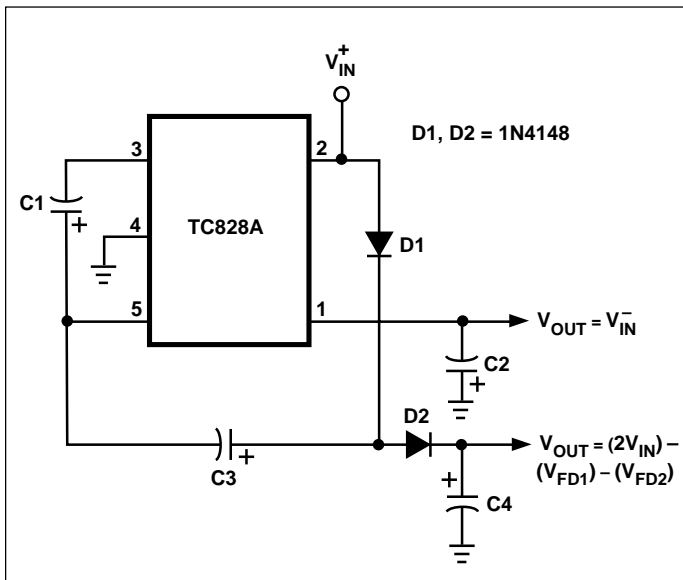 V+IN
D1, D2 = 1N4148
3
2
C1
+
4
TC828A
D1
5
1
VOUT = V–IN
C2
+
D2
C3
+
+
C4
VOUT = (2VIN) –
(VFD1) – (VFD2)